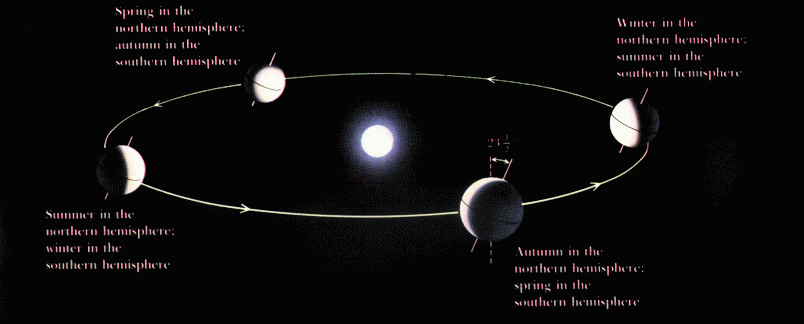 Spring in the
northern hemisphere;
autumn in the
southern hemisphere
Winter in the
northern hemisphere;
summer in the
southern hemisphere
23 1/2°
Summer in the
northern hemisphere;
winter in the
southern hemisphere
Autumn in the
northern hemisphere;
spring in the
southern hemisphere